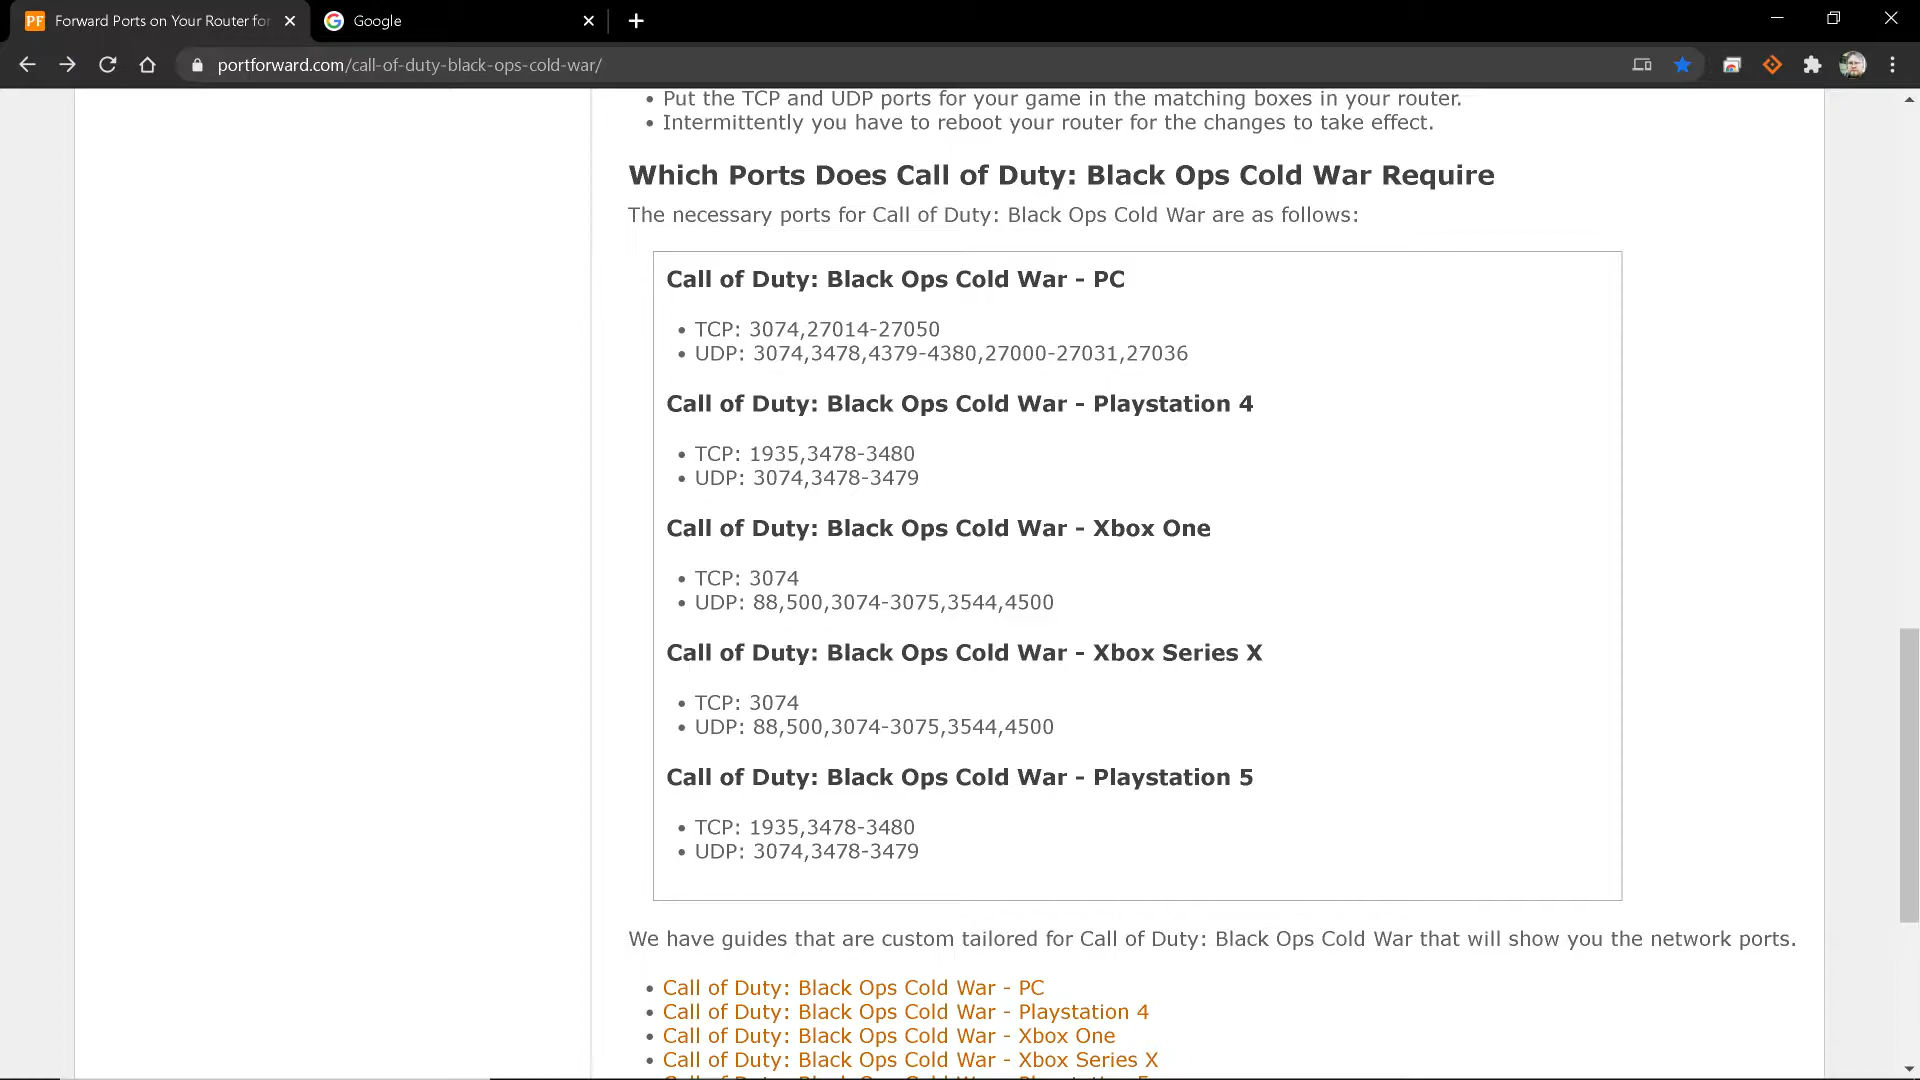 PF Forward Ports on Your Router for
Google
portforward.com/call-of-duty-black-ops-cold-war/
• Put the TCP and UDP ports for your game in the matching boxes in your router.
• Intermittently you have to reboot your router for the changes to take effect.
Which Ports Does Call of Duty: Black Ops Cold War Require
The necessary ports for Call of Duty: Black Ops Cold War are as follows:
Call of Duty: Black Ops Cold War - PC
• TCP: 3074,27014-27050
• UDP: 3074,3478,4379-4380,27000-27031,27036
Call of Duty: Black Ops Cold War - Playstation 4
• TCP: 1935,3478-3480
• UDP: 3074,3478-3479
Call of Duty: Black Ops Cold War - Xbox One
• TCP: 3074
• UDP: 88,500,3074-3075,3544,4500
Call of Duty: Black Ops Cold War - Xbox Series X
• TCP: 3074
• UDP: 88,500,3074-3075,3544,4500
Call of Duty: Black Ops Cold War - Playstation 5
• TCP: 1935,3478-3480
• UDP: 3074,3478-3479
We have guides that are custom tailored for Call of Duty: Black Ops Cold War that will show you the network ports.
• Call of Duty: Black Ops Cold War - PC
• Call of Duty: Black Ops Cold War - Playstation 4
• Call of Duty: Black Ops Cold War - Xbox One
• Call of Duty: Black Ops Cold War - Xbox Series X